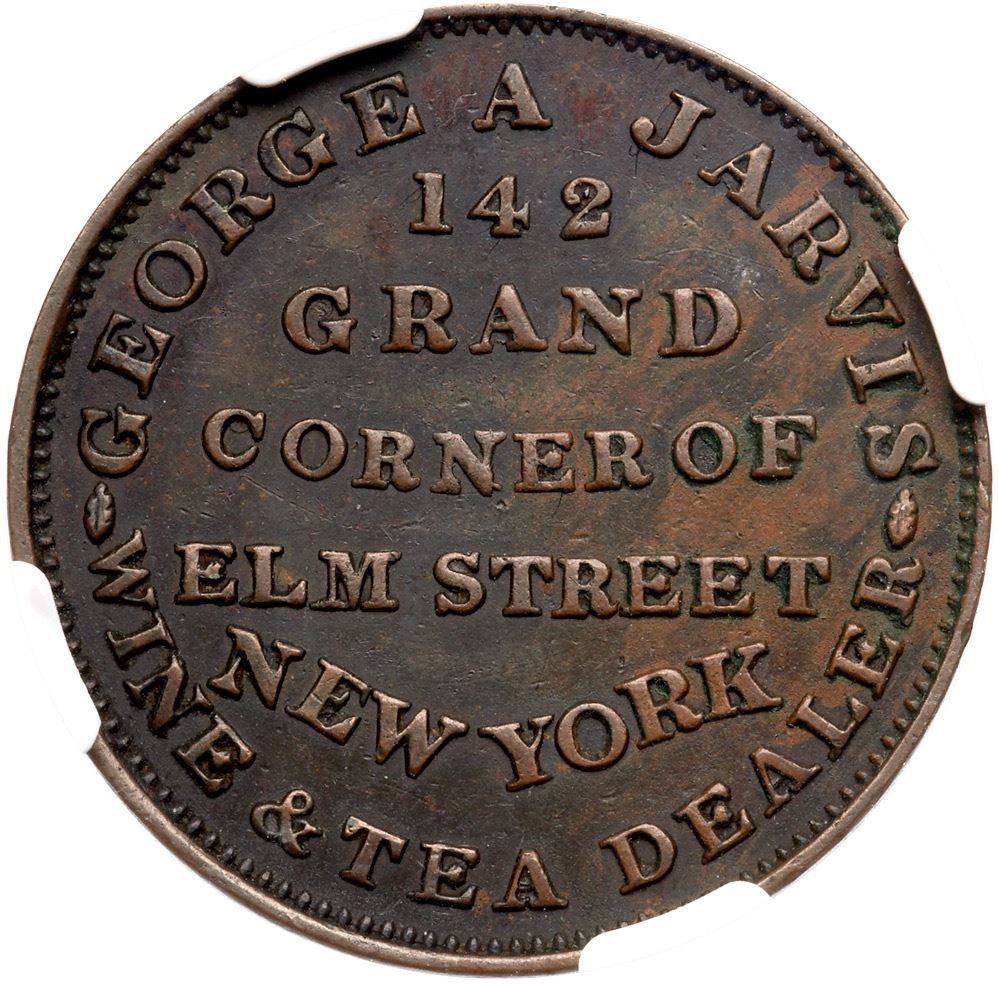 GEORGE A JARVIS
142
GRAND
CORNER OF
ELM STREET
NEW YORK
WINE & TEA DEALER